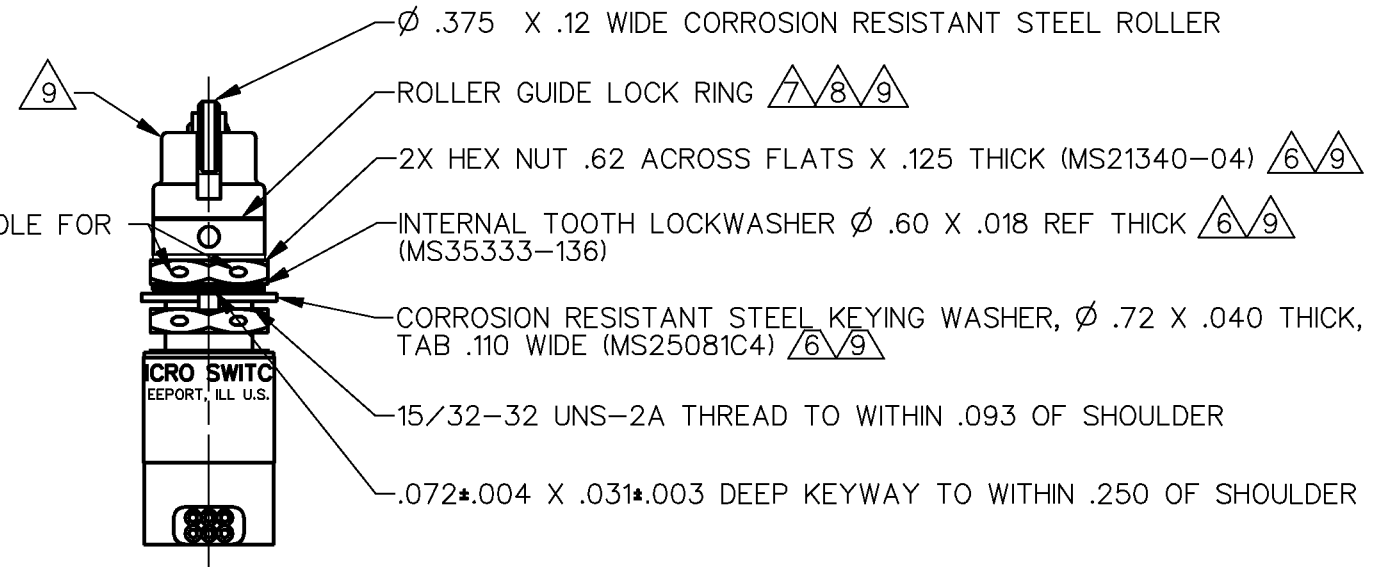 Ø .375 X .12 WIDE CORROSION RESISTANT STEEL ROLLER
9
ROLLER GUIDE LOCK RING 7 8 9
2X HEX NUT .62 ACROSS FLATS X .125 THICK (MS21340-04) 6 9
OLE FOR
INTERNAL TOOTH LOCKWASHER Ø .60 X .018 REF THICK 6 9
(MS35333-136)
CORROSION RESISTANT STEEL KEYING WASHER, Ø .72 X .040 THICK,
TAB .110 WIDE (MS25081C4) 6 9
ICRO SWITC
EEPORT, ILL U.S.
15/32-32 UNS-2A THREAD TO WITHIN .093 OF SHOULDER
.072±.004 X .031±.003 DEEP KEYWAY TO WITHIN .250 OF SHOULDER